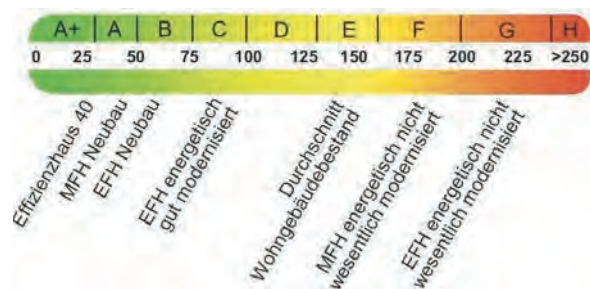 A+ A B C D E F G H
0 25 50 75 100 125 150 175 200 225 >250
Effizienzhaus 40
MFH Neubau
EFH Neubau
EFH energetisch
gut modernisiert
Durchschnitt
Wohngebäudebestand
MFH energetisch nicht
wesentlich modernisiert
EFH energetisch nicht
wesentlich modernisiert